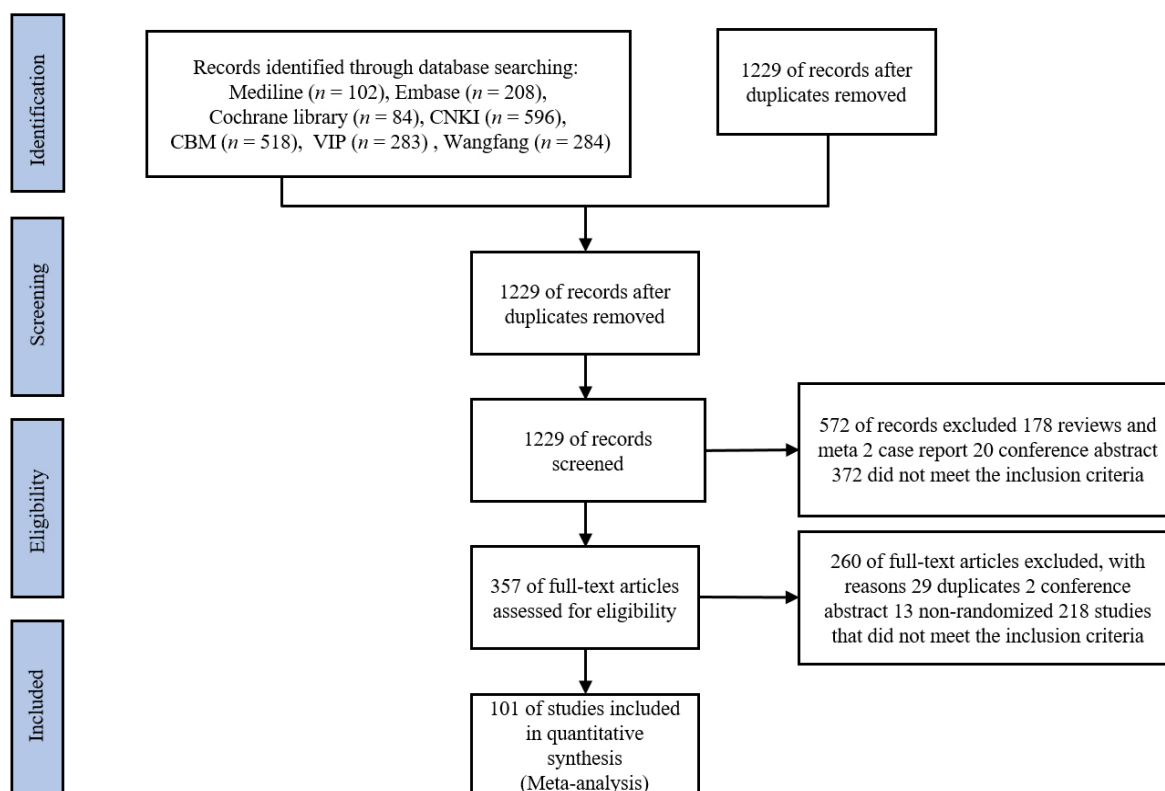 Identification
Records identified through database searching:
Mediline (n = 102), Embase (n = 208),
Cochrane library (n = 84), CNKI (n = 596),
CBM (n = 518), VIP (n = 283) , Wangfang (n = 284)
1229 of records after
duplicates removed
Screening
1229 of records after
duplicates removed
Eligibility
1229 of records
screened
572 of records excluded 178 reviews and
meta 2 case report 20 conference abstract
372 did not meet the inclusion criteria
357 of full-text articles
assessed for eligibility
260 of full-text articles excluded, with
reasons 29 duplicates 2 conference
abstract 13 non-randomized 218 studies
that did not meet the inclusion criteria
Included
101 of studies included
in quantitative
synthesis
(Meta-analysis)